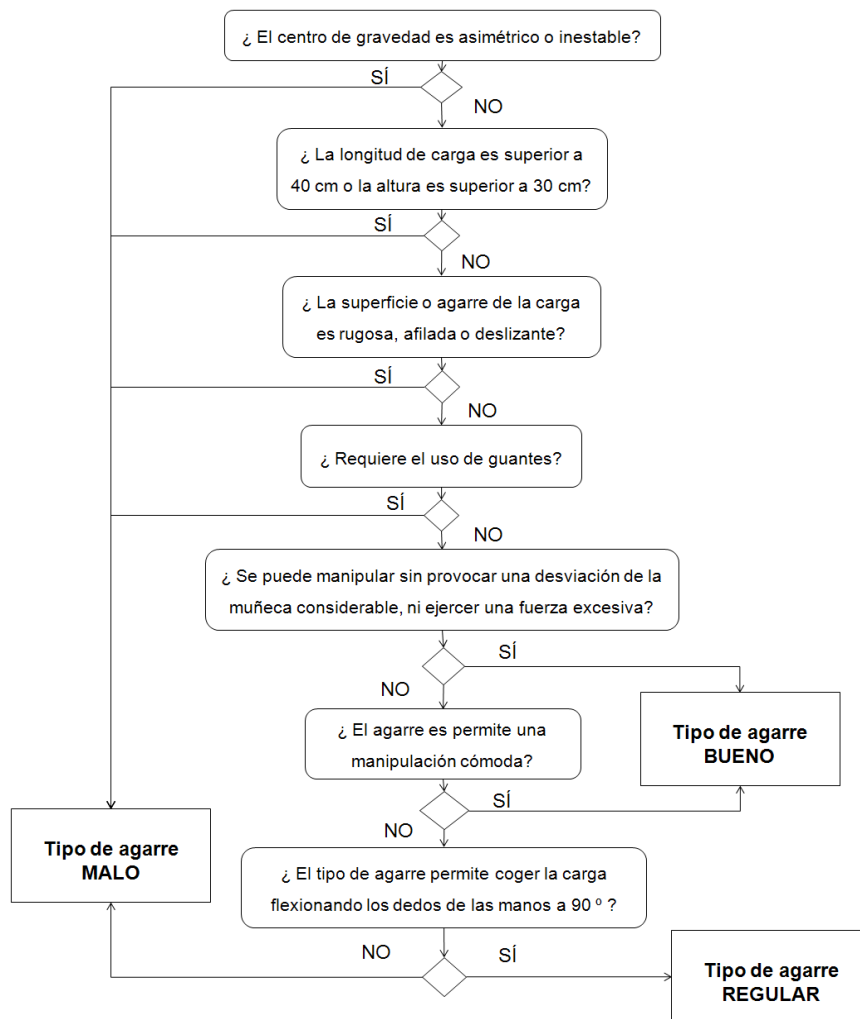 ¿ El centro de gravedad es asimétrico o inestable?
SÍ
NO
¿ La longitud de carga es superior a
40 cm o la altura es superior a 30 cm?
SÍ
NO
¿ La superficie o agarre de la carga
es rugosa, afilada o deslizante?
SÍ
NO
¿ Requiere el uso de guantes?
SÍ
NO
¿ Se puede manipular sin provocar una desviación de la
muñeca considerable, ni ejercer una fuerza excesiva?
SÍ
NO
¿ El agarre es permite una
manipulación cómoda?
Tipo de agarre
BUENO
SÍ
NO
Tipo de agarre
MALO
¿ El tipo de agarre permite coger la carga
flexionando los dedos de las manos a 90 º ?
NO
SÍ
Tipo de agarre
REGULAR